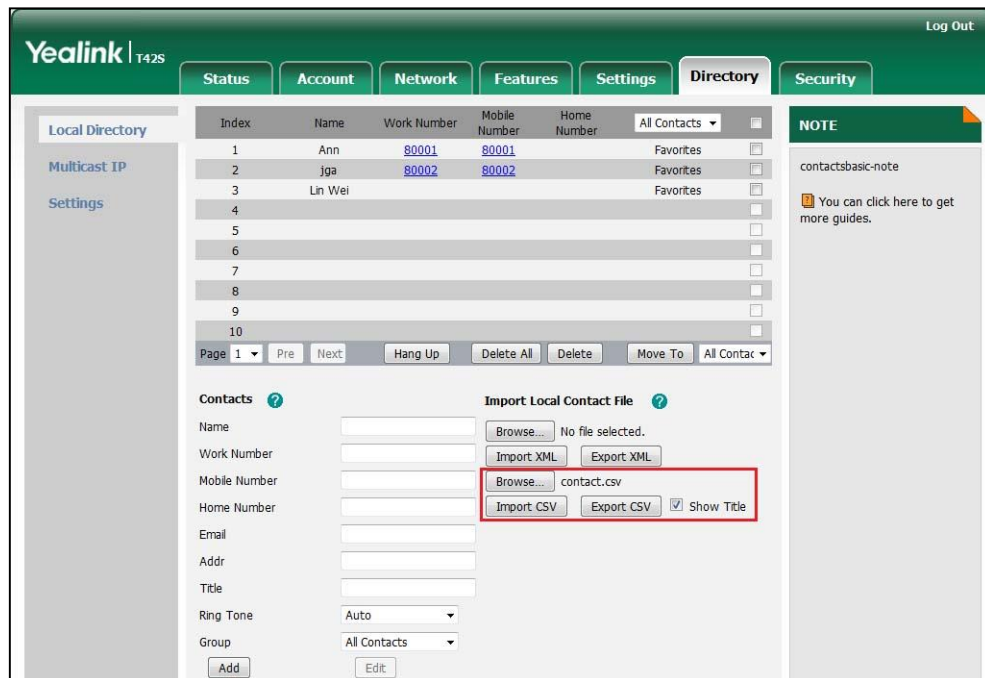 Log Out
Yealink T42S
Status Account Network Features Settings Directory Security
Local Directory
Multicast IP
Settings
Index Name Work Number Mobile Number Home Number All Contacts
1 Ann 80001 80001 Favorites
2 jga 80002 80002 Favorites
3 Lin Wei Favorites
4
5
6
7
8
9
10
Page 1 Pre Next Hang Up Delete All Delete Move To All Contac
NOTE
contactsbasic-note
You can click here to get
more guides.
Contacts ?
Name
Work Number
Mobile Number
Home Number
Email
Addr
Title
Ring Tone Auto
Group All Contacts
Add Edit
Import Local Contact File ?
Browse... No file selected.
Import XML Export XML
Browse... contact.csv
Import CSV Export CSV Show Title